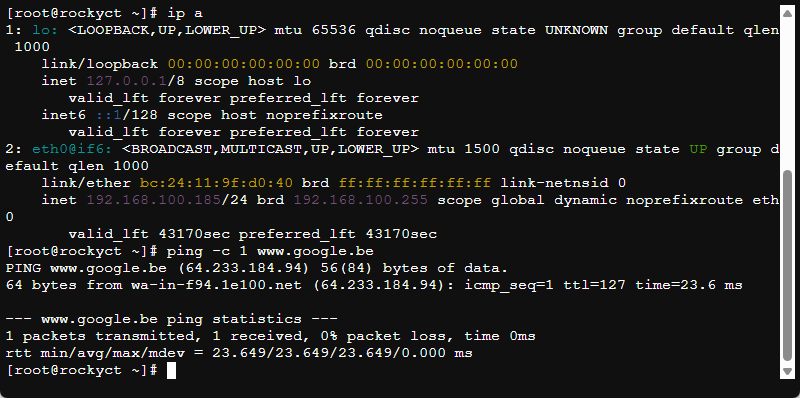 [root@rockyct ~]# ip a
1: lo: <LOOPBACK,UP,LOWER_UP> mtu 65536 qdisc noqueue state UNKNOWN group default qlen
 1000
    link/loopback 00:00:00:00:00:00 brd 00:00:00:00:00:00
    inet 127.0.0.1/8 scope host lo
       valid_lft forever preferred_lft forever
    inet6 ::1/128 scope host noprefixroute
       valid_lft forever preferred_lft forever
2: eth0@if6: <BROADCAST,MULTICAST,UP,LOWER_UP> mtu 1500 qdisc noqueue state UP group d
efault qlen 1000
    link/ether bc:24:11:9f:d0:40 brd ff:ff:ff:ff:ff:ff link-netnsid 0
    inet 192.168.100.185/24 brd 192.168.100.255 scope global dynamic noprefixroute eth
0
       valid_lft 43170sec preferred_lft 43170sec
[root@rockyct ~]# ping -c 1 www.google.be
PING www.google.be (64.233.184.94) 56(84) bytes of data.
64 bytes from wa-in-f94.1e100.net (64.233.184.94): icmp_seq=1 ttl=127 time=23.6 ms

--- www.google.be ping statistics ---
1 packets transmitted, 1 received, 0% packet loss, time 0ms
rtt min/avg/max/mdev = 23.649/23.649/23.649/0.000 ms
[root@rockyct ~]#